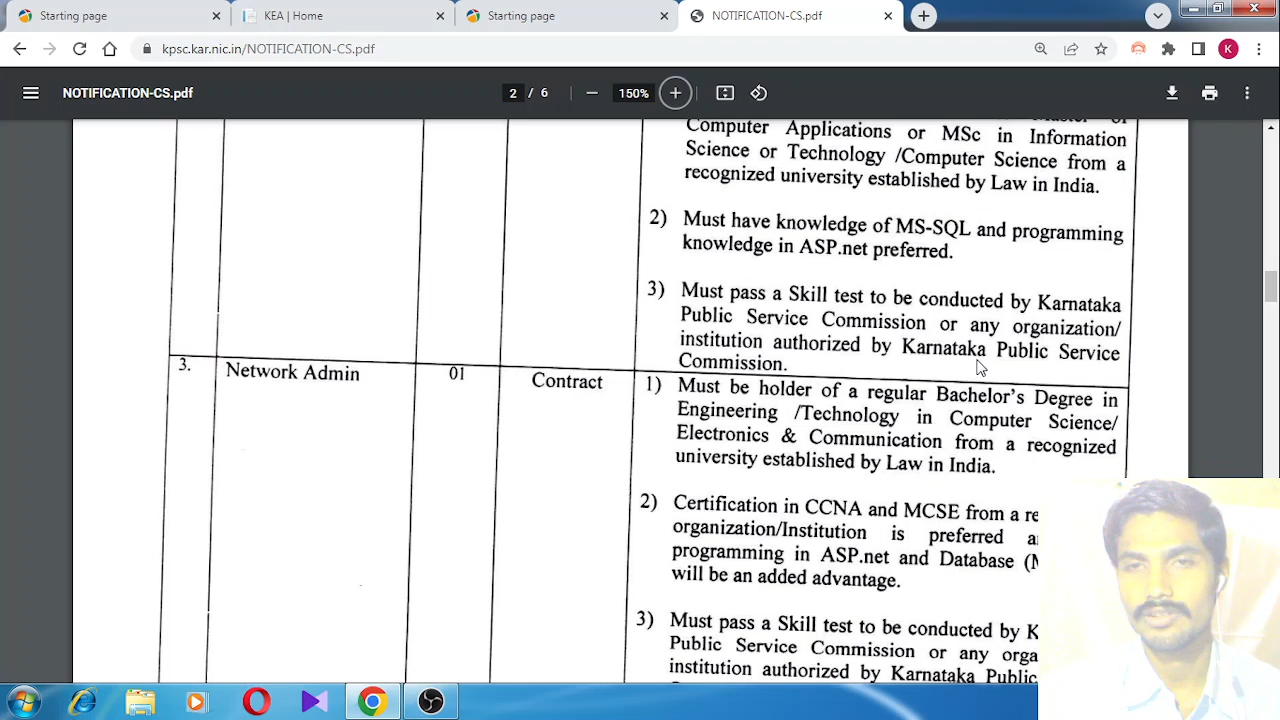 Starting page
KEA | Home
Starting page
NOTIFICATION-CS.pdf
kpsc.kar.nic.in/NOTIFICATION-CS.pdf
K
NOTIFICATION-CS.pdf
2 / 6
150%
Computer Applications or MSc in Information
Science or Technology /Computer Science from a
recognized university established by Law in India.
2) Must have knowledge of MS-SQL and programming
knowledge in ASP.net preferred.
3) Must pass a Skill test to be conducted by Karnataka
Public Service Commission or any organization/
institution authorized by Karnataka Public Service
Commission.
3. Network Admin 01 Contract
1) Must be holder of a regular Bachelor's Degree in
Engineering /Technology in Computer Science/
Electronics & Communication from a recognized
university established by Law in India.
2) Certification in CCNA and MCSE from a re
organization/Institution is preferred
programming in ASP.net and Database
will be an added advantage.
3) Must pass a Skill test to be conducted by K
Public Service Commission or any orga
institution authorized by Karnataka Public